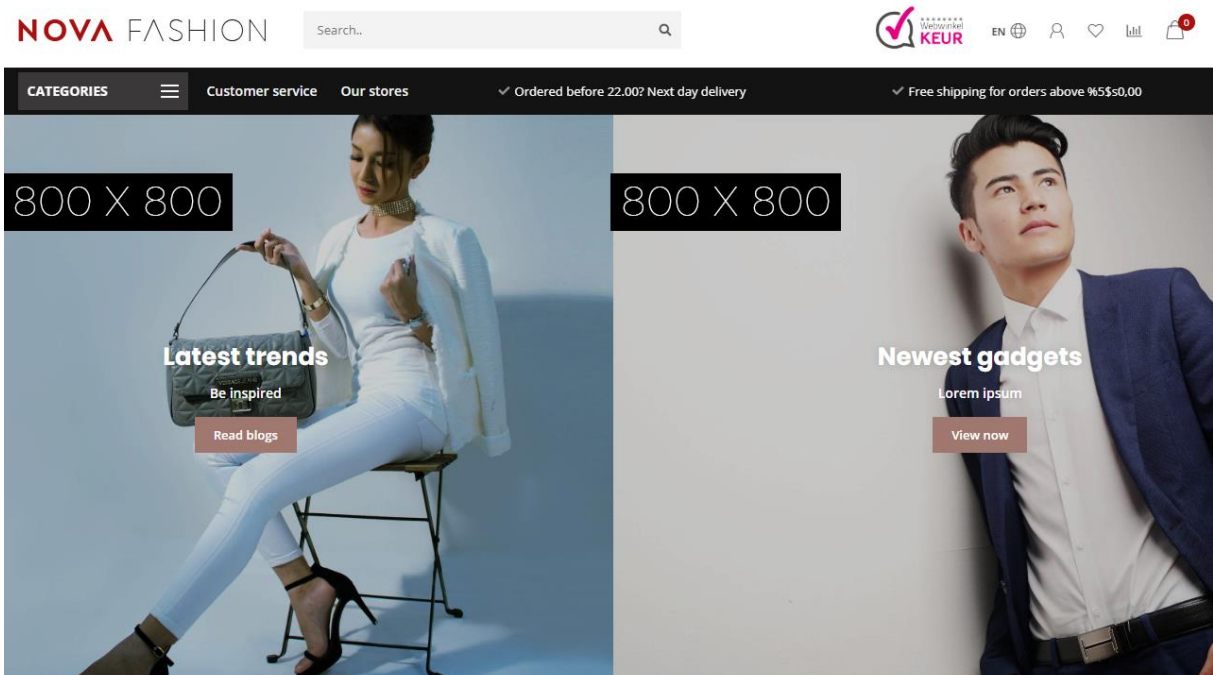 NOVA FASHION
Search..
Webwinkel
KEUR
EN
0
CATEGORIES
Customer service
Our stores
Ordered before 22.00? Next day delivery
Free shipping for orders above %5$s0,00
800 X 800
800 X 800
Latest trends
Be inspired
Read blogs
Newest gadgets
Lorem ipsum
View now